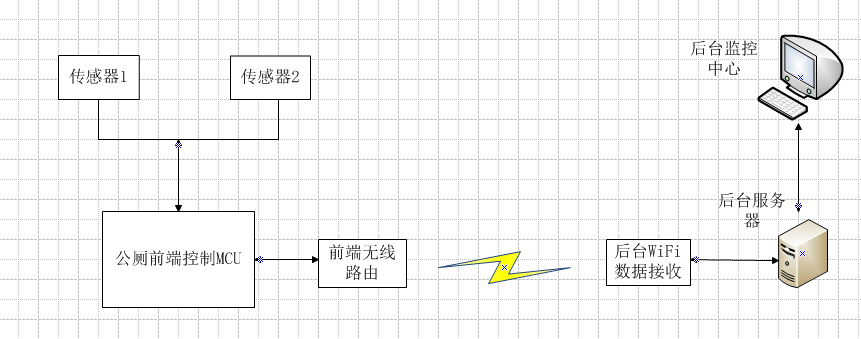 后台监控
中心
传感器1
传感器2
后台服务
器
公厕前端控制MCU
前端无线
路由
后台WiFi
数据接收